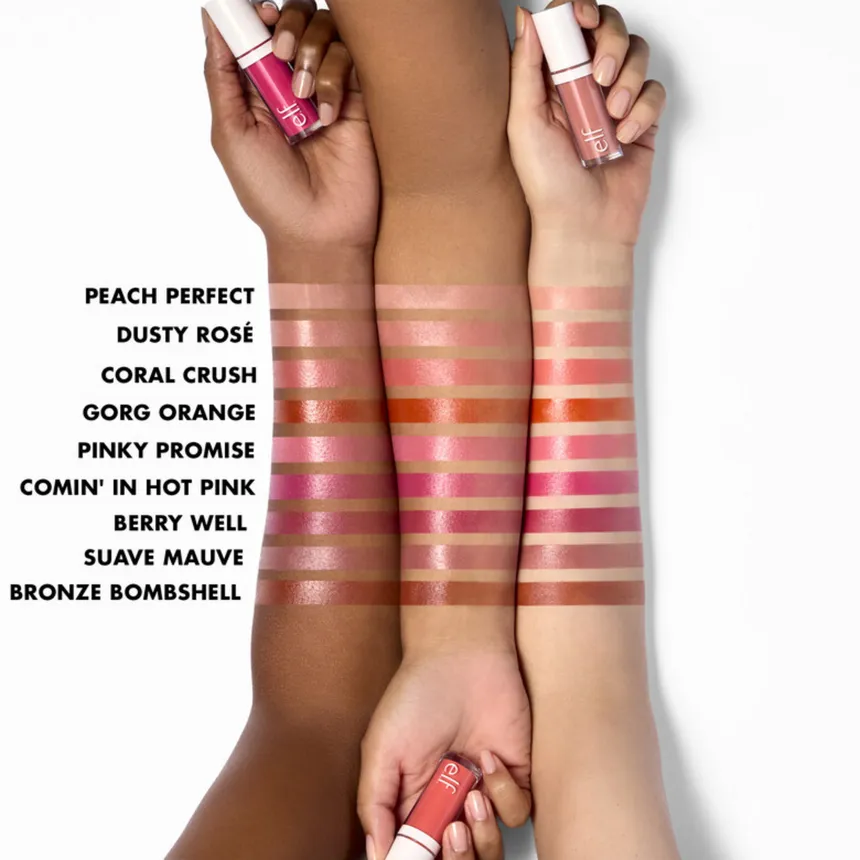 elf
elf
PEACH PERFECT
DUSTY ROSÉ
CORAL CRUSH
GORG ORANGE
PINKY PROMISE
COMIN' IN HOT PINK
BERRY WELL
SUAVE MAUVE
BRONZE BOMBSHELL
elf